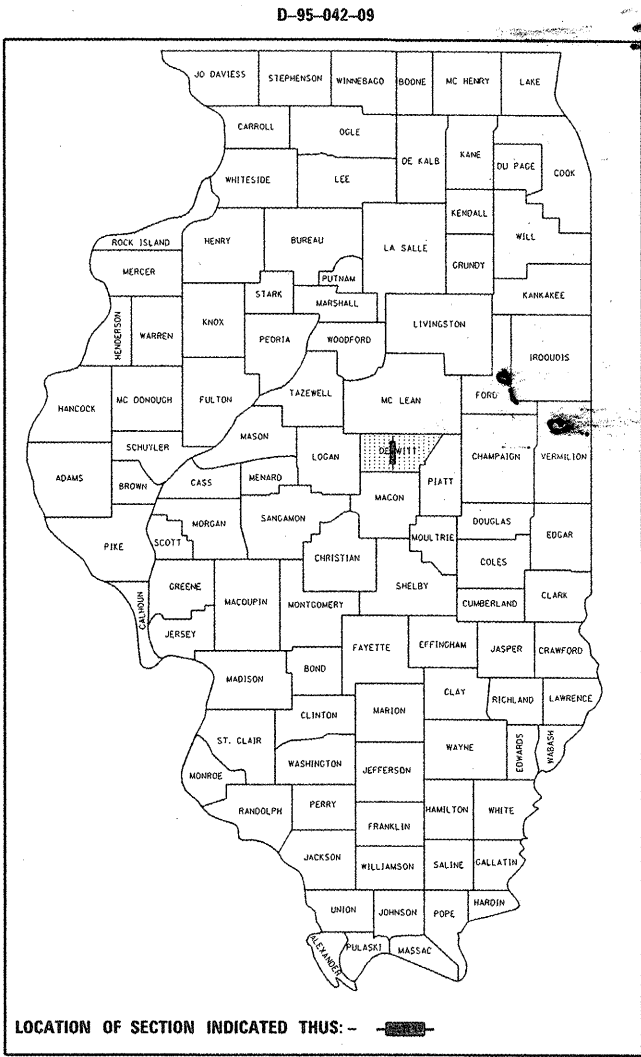 D-95-042-09
JO DAVIESS STEPHENSON WINNEBAGO BOONE MC HENRY LAKE
CARROLL OGLE DE KALB KANE DU PAGE COOK
WHITESIDE LEE
KENDALL
ROCK ISLAND HENRY BUREAU LA SALLE WILL
MERCER PUTNAM GRUNDY
STARK MARSHALL KANKAKEE
HENDERSON WARREN KNOX PEORIA WOODFORD LIVINGSTON IROQUOIS
HANCOCK MC DONOUGH FULTON TAZEWELL MC LEAN FORD
MASON
SCHUYLER LOGAN DE WITT CHAMPAIGN VERMILION
ADAMS BROWN CASS MENARD PIATT
MACON
PIKE SCOTT MORGAN SANGAMON MOULTRIE DOUGLAS EDGAR
CHRISTIAN COLES
CALHOUN GREENE MACOUPIN MONTGOMERY SHELBY CUMBERLAND CLARK
JERSEY
FAYETTE EFFINGHAM JASPER CRAWFORD
MADISON BOND
CLAY RICHLAND LAWRENCE
CLINTON MARION
ST. CLAIR WAYNE EDWARDS WABASH
MONROE WASHINGTON JEFFERSON
RANDOLPH PERRY HAMILTON WHITE
FRANKLIN
JACKSON WILLIAMSON SALINE GALLATIN
UNION JOHNSON POPE HARDIN
ALEXANDER PULASKI MASSAC
LOCATION OF SECTION INDICATED THUS: -